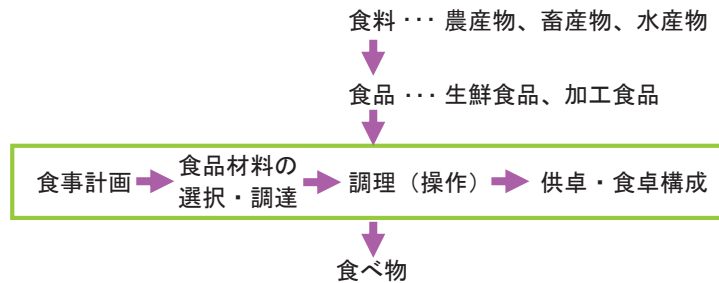 食料 ･･･ 農産物、畜産物、水産物
食品 ･･･ 生鮮食品、加工食品
食事計画
食品材料の
選択・調達
調理（操作）
供卓・食卓構成
食べ物